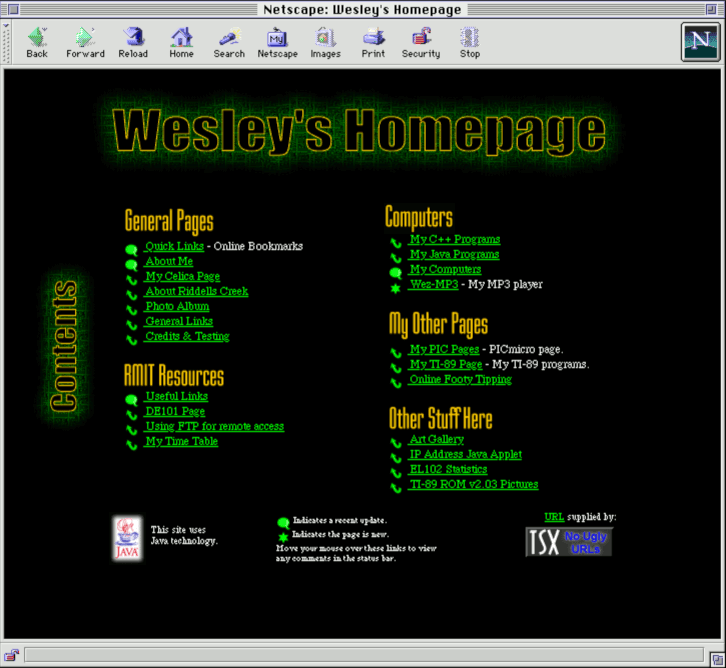 Netscape: Wesley's Homepage
Back Forward Reload Home Search Netscape Images Print Security Stop
My
N
Wesley's Homepage
Contents
General Pages
Quick Links - Online Bookmarks
About Me
My Celica Page
About Riddells Creek
Photo Album
General Links
Credits & Testing
RMIT Resources
Useful Links
DE101 Page
Using FTP for remote access
My Time Table
Computers
My C++ Programs
My Java Programs
My Computers
Wez-MP3 - My MP3 player
My Other Pages
My PIC Pages - PICmicro page.
My TI-89 Page - My TI-89 programs.
Online Footy Tipping
Other Stuff Here
Art Gallery
IP Address Java Applet
EL102 Statistics
TI-89 ROM v2.03 Pictures
JAVA
This site uses
Java technology.
Indicates a recent update.
Indicates the page is new.
Move your mouse over these links to view
any comments in the status bar.
URL supplied by:
TSX No Ugly
URLs